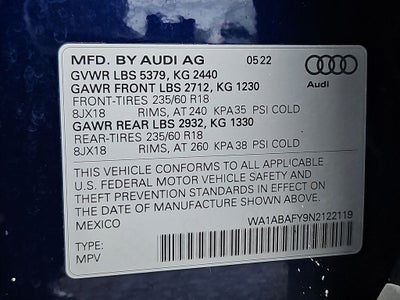 MFD. BY AUDI AG 05:22
GVWR LBS 5379, KG 2440
GAWR FRONT LBS 2712, KG 1230
FRONT-TIRES 235/60 R18
8JX18 RIMS, AT 240 KPA35 PSI COLD
GAWR REAR LBS 2932, KG 1330
REAR-TIRES 235/60 R18
8JX18 RIMS, AT 260 KPA38 PSI COLD
Audi
THIS VEHICLE CONFORMS TO ALL APPLICABLE
U.S. FEDERAL MOTOR VEHICLE SAFETY AND
THEFT PREVENTION STANDARDS IN EFFECT
ON THE DATE OF MANUFACTURE SHOWN ABOVE.
MEXICO WA1ABAFY9N2122119
TYPE:
MPV